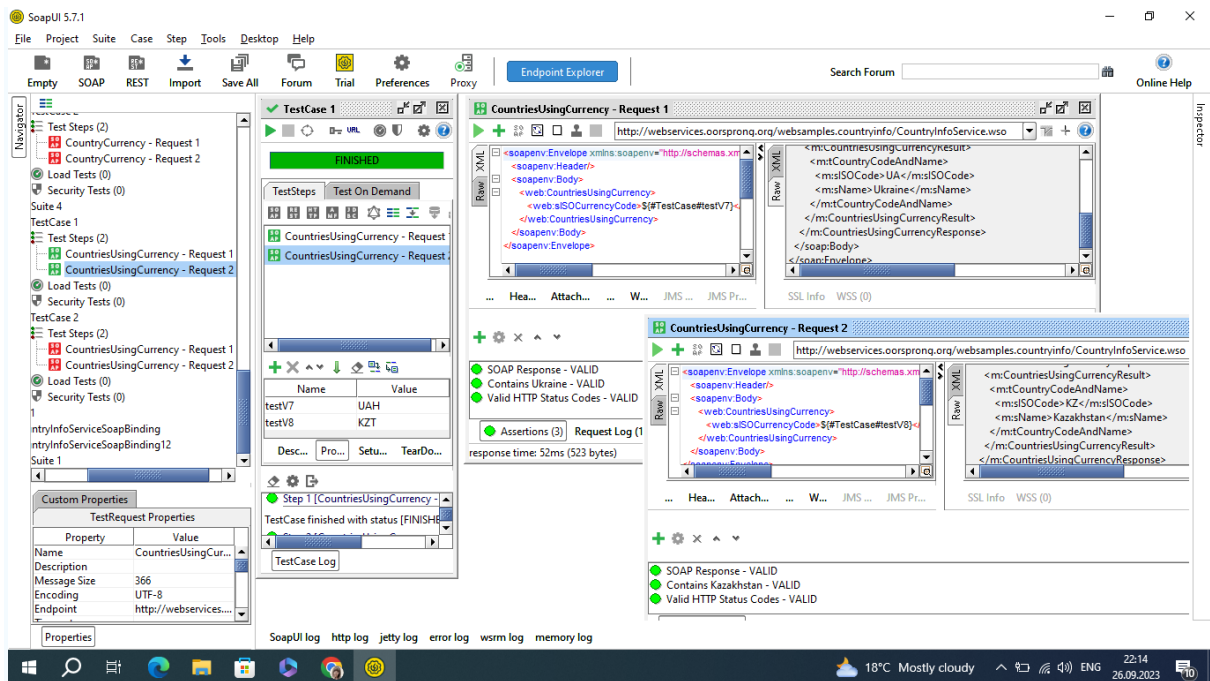 SoapUI 5.7.1
File Project Suite Case Step Tools Desktop Help
Empty SOAP REST Import Save All Forum Trial Preferences Proxy
Endpoint Explorer
Search Forum
Online Help
Navigator
Test Steps (2)
CountryCurrency - Request 1
CountryCurrency - Request 2
Load Tests (0)
Security Tests (0)
Suite 4
TestCase 1
Test Steps (2)
CountriesUsingCurrency - Request 1
CountriesUsingCurrency - Request 2
Load Tests (0)
Security Tests (0)
TestCase 2
Test Steps (2)
CountriesUsingCurrency - Request 1
CountriesUsingCurrency - Request 2
Load Tests (0)
Security Tests (0)
1
ntryInfoServiceSoapBinding
ntryInfoServiceSoapBinding12
Suite 1
Custom Properties
TestRequest Properties
Property Value
Name CountriesUsingCur...
Description
Message Size 366
Encoding UTF-8
Endpoint http://webservices....
Properties
TestCase 1
URL
FINISHED
TestSteps Test On Demand
CountriesUsingCurrency - Request
CountriesUsingCurrency - Request 2
Name Value
testV7 UAH
testV8 KZT
Desc... Pro... Setu... TearDo...
Step 1 [CountriesUsingCurrency -
TestCase finished with status [FINISHE
TestCase Log
CountriesUsingCurrency - Request 1
http://webservices.oorsprong.org/websamples.countryinfo/CountryInfoService.wso
XML
Raw
<soapenv:Envelope xmlns:soapenv="http://schemas.xm
<soapenv:Header/>
<soapenv:Body>
<web:CountriesUsingCurrency>
<web:sISOCurrencyCode>${#TestCase#testV7}<
</web:CountriesUsingCurrency>
</soapenv:Body>
</soapenv:Envelope>
XML
Raw
<m:CountriesUsingCurrencyResult>
<m:tCountryCodeAndName>
<m:sISOCode>UA</m:sISOCode>
<m:sName>Ukraine</m:sName>
</m:tCountryCodeAndName>
</m:CountriesUsingCurrencyResult>
</m:CountriesUsingCurrencyResponse>
</soap:Body>
</soap:Envelope>
... Hea... Attach... ... W... JMS ... JMS Pr...
SSL Info WSS (0)
SOAP Response - VALID
Contains Ukraine - VALID
Valid HTTP Status Codes - VALID
Assertions (3) Request Log (1
response time: 52ms (523 bytes)
CountriesUsingCurrency - Request 2
http://webservices.oorsprong.org/websamples.countryinfo/CountryInfoService.wso
XML
Raw
<soapenv:Envelope xmlns:soapenv="http://schemas.xm
<soapenv:Header/>
<soapenv:Body>
<web:CountriesUsingCurrency>
<web:sISOCurrencyCode>${#TestCase#testV8}<
</web:CountriesUsingCurrency>
</soapenv:Body>
XML
Raw
<m:CountriesUsingCurrencyResult>
<m:tCountryCodeAndName>
<m:sISOCode>KZ</m:sISOCode>
<m:sName>Kazakhstan</m:sName>
</m:tCountryCodeAndName>
</m:CountriesUsingCurrencyResult>
</m:CountriesUsingCurrencyResponse>
... Hea... Attach... ... W... JMS ... JMS Pr...
SSL Info WSS (0)
SOAP Response - VALID
Contains Kazakhstan - VALID
Valid HTTP Status Codes - VALID
Inspector
SoapUI log http log jetty log error log wsrm log memory log
18°C Mostly cloudy ENG
22:14
26.09.2023
10